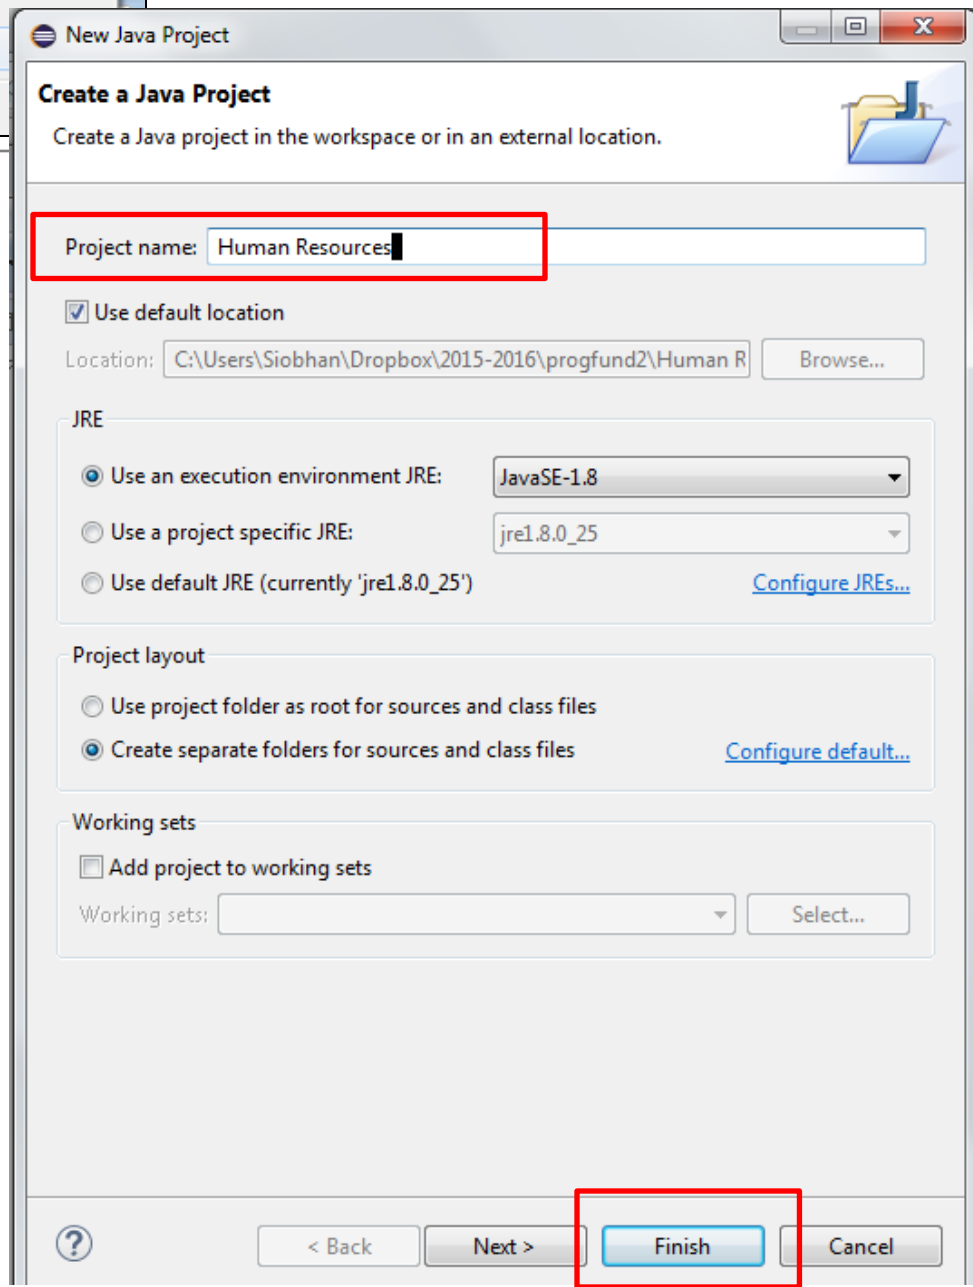 New Java Project
Create a Java Project
Create a Java project in the workspace or in an external location.
Project name: Human Resources
Use default location
Location: C:\Users\Siobhan\Dropbox\2015-2016\progfund2\Human R Browse...
JRE
Use an execution environment JRE: JavaSE-1.8
Use a project specific JRE: jre1.8.0_25
Use default JRE (currently 'jre1.8.0_25') Configure JREs...
Project layout
Use project folder as root for sources and class files
Create separate folders for sources and class files Configure default...
Working sets
Add project to working sets
Working sets: Select...
? < Back Next > Finish Cancel